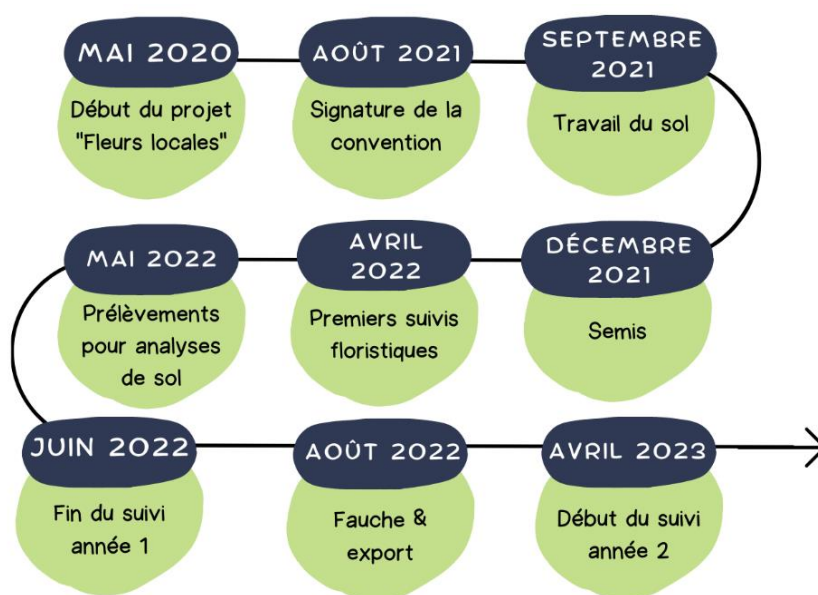 MAI 2020
Début du projet
"Fleurs locales"
AOÛT 2021
Signature de la
convention
SEPTEMBRE
2021
Travail du sol
DÉCEMBRE
2021
Semis
AVRIL
2022
Premiers suivis
floristiques
MAI 2022
Prélèvements
pour analyses
de sol
JUIN 2022
Fin du suivi
année 1
AOÛT 2022
Fauche &
export
AVRIL 2023
Début du suivi
année 2